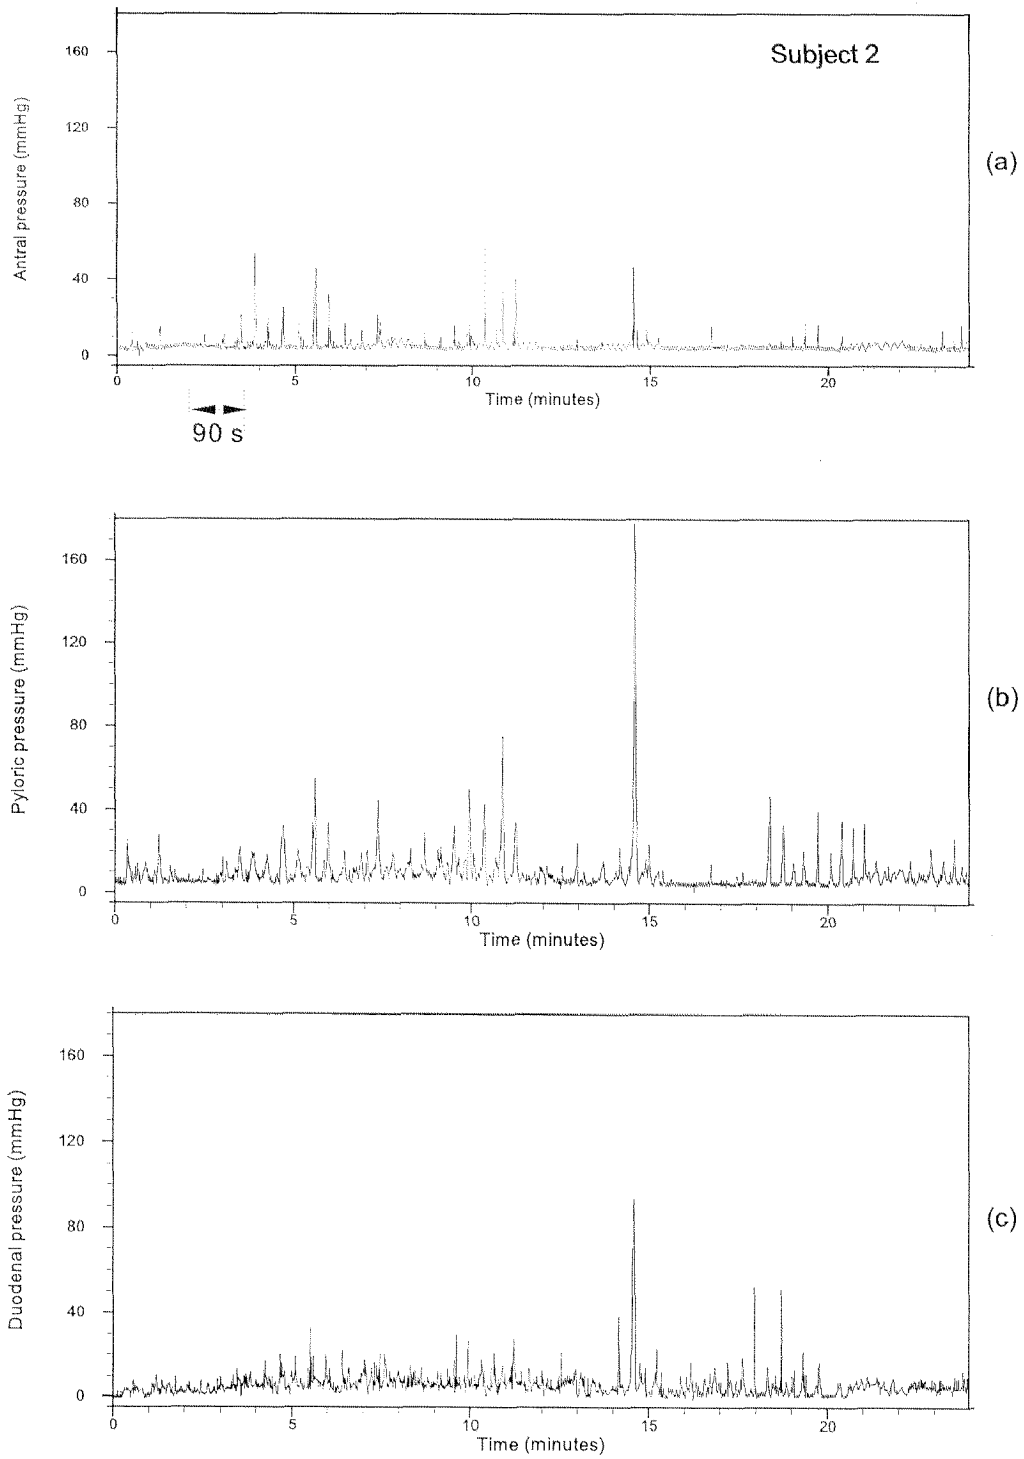 Subject 2
Antral pressure (mmHg)
160
120
80
40
0
0 5 10 15 20
Time (minutes)
(a)
90 s
Pyloric pressure (mmHg)
160
120
80
40
0
0 5 10 15 20
Time (minutes)
(b)
Duodenal pressure (mmHg)
160
120
80
40
0
0 5 10 15 20
Time (minutes)
(c)